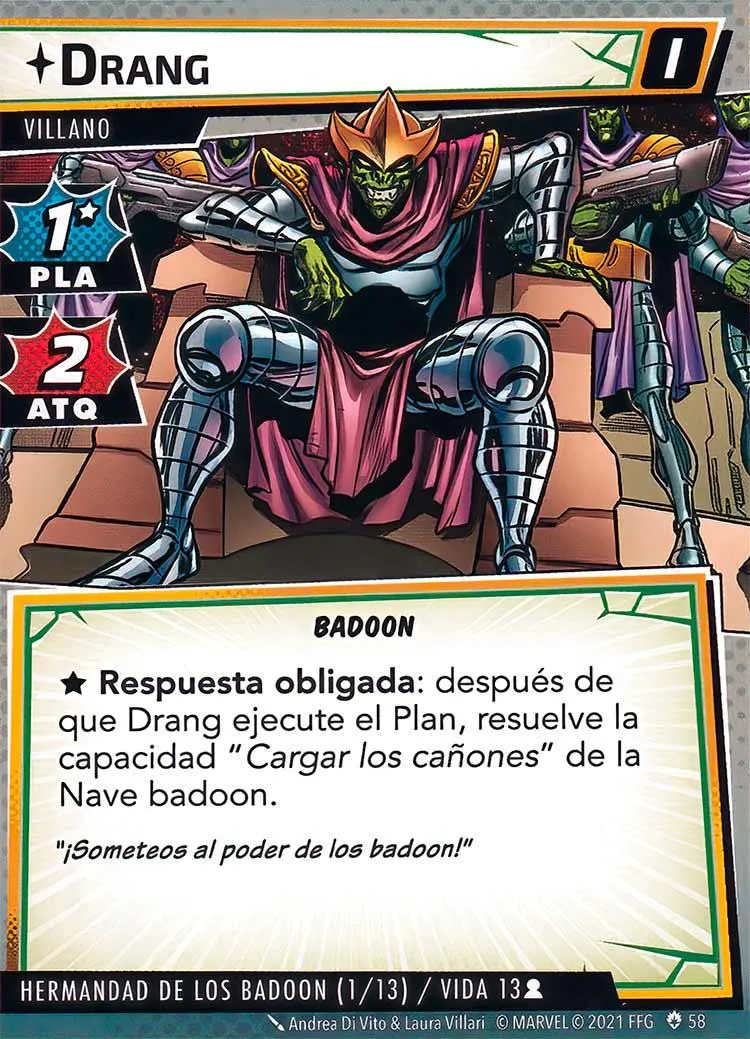 DRANG
I
VILLANO
1★
PLA
2
ATQ
BADOON
★ Respuesta obligada: después de
que Drang ejecute el Plan, resuelve la
capacidad "Cargar los cañones" de la
Nave badoon.
"¡Someteos al poder de los badoon!"
HERMANDAD DE LOS BADOON (1/13) / VIDA 13
Andrea Di Vito & Laura Villari © MARVEL © 2021 FFG 58